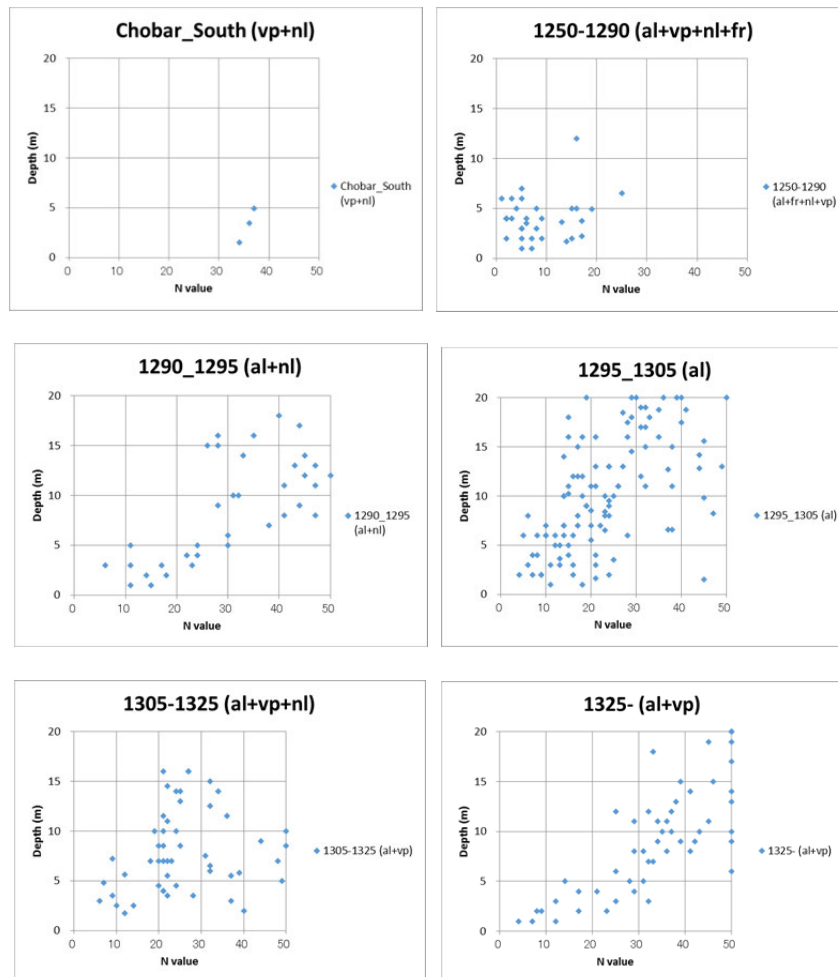 Chobar_South (vp+nl)
20
15
10
5
0
Depth (m)
0 10 20 30 40 50
N value
Chobar_South
(vp+nl)
1250-1290 (al+vp+nl+fr)
20
15
10
5
0
Depth (m)
0 10 20 30 40 50
N value
1250-1290
(al+fr+nl+vp)
1290_1295 (al+nl)
20
15
10
5
0
Depth (m)
0 10 20 30 40 50
N value
1290_1295
(al+nl)
1295_1305 (al)
20
15
10
5
0
Depth (m)
0 10 20 30 40 50
N value
1295_1305 (al)
1305-1325 (al+vp+nl)
20
15
10
5
0
Depth (m)
0 10 20 30 40 50
N value
1305-1325 (al+vp)
1325- (al+vp)
20
15
10
5
0
Depth (m)
0 10 20 30 40 50
N value
1325- (al+vp)